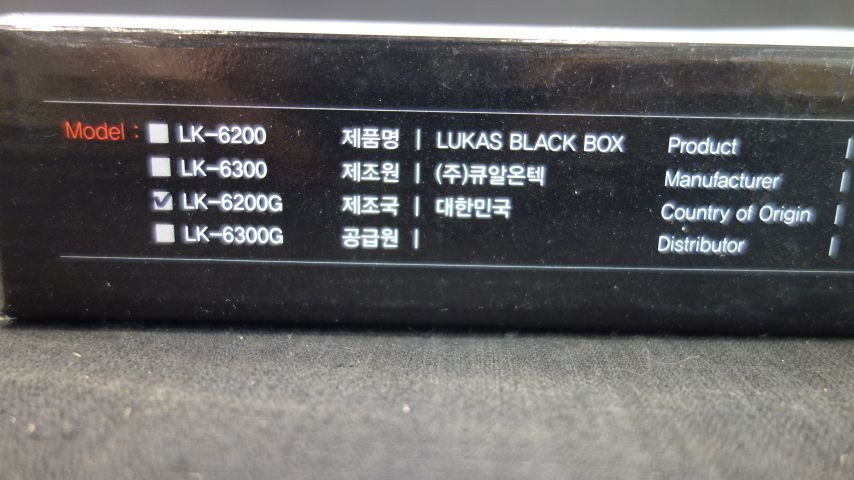 Model : LK-6200 제품명 | LUKAS BLACK BOX Product |
LK-6300 제조원 | (주)큐알온텍 Manufacturer |
LK-6200G 제조국 | 대한민국 Country of Origin |
LK-6300G 공급원 | Distributor |